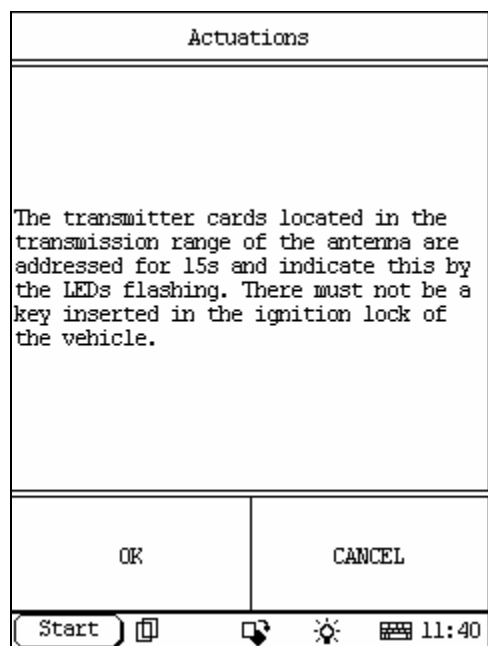 Actuations
The transmitter cards located in the
transmission range of the antenna are
addressed for 15s and indicate this by
the LEDs flashing. There must not be a
key inserted in the ignition lock of
the vehicle.
OK
CANCEL
Start
11:40